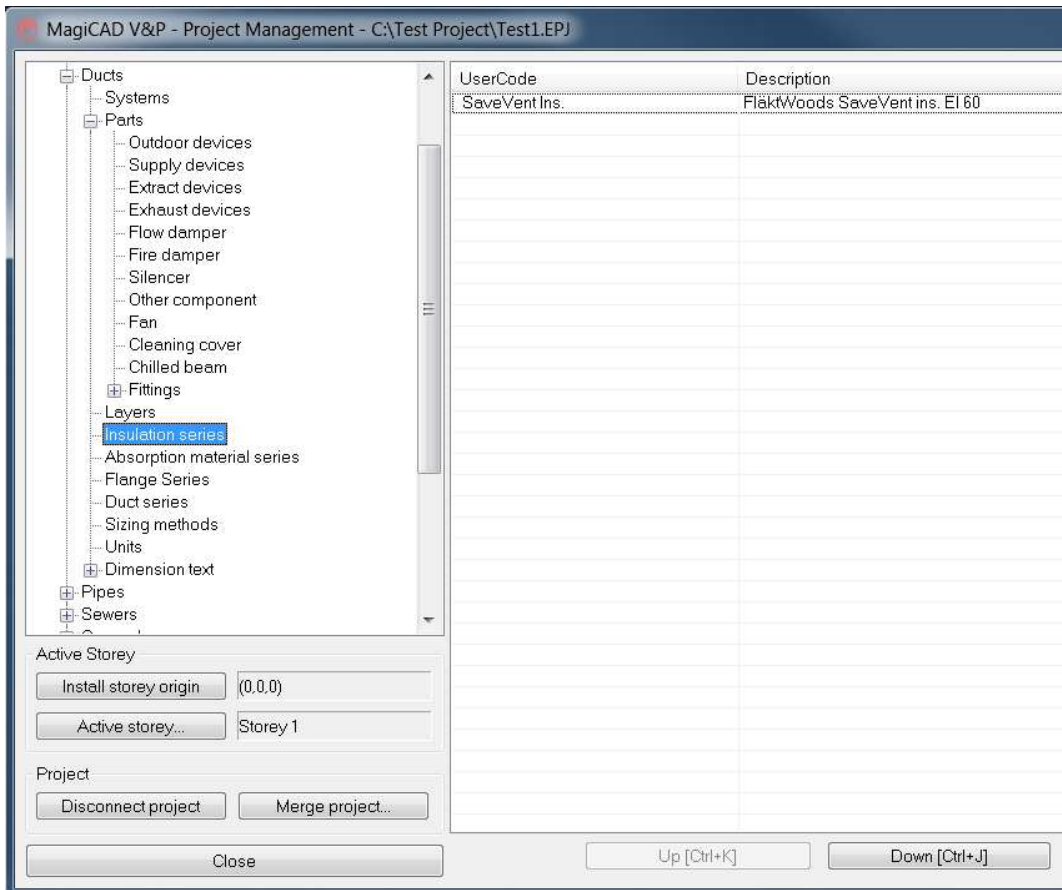 MagiCAD V&P - Project Management - C:\Test Project\Test1.EPJ
Ducts
Systems
Parts
Outdoor devices
Supply devices
Extract devices
Exhaust devices
Flow damper
Fire damper
Silencer
Other component
Fan
Cleaning cover
Chilled beam
Fittings
Layers
Insulation series
Absorption material series
Flange Series
Duct series
Sizing methods
Units
Dimension text
Pipes
Sewers
Active Storey
Install storey origin (0,0,0)
Active storey... Storey 1
Project
Disconnect project Merge project...
Close
UserCode Description
SaveVent Ins. FläktWoods SaveVent ins. EI 60
Up [Ctrl+K] Down [Ctrl+J]